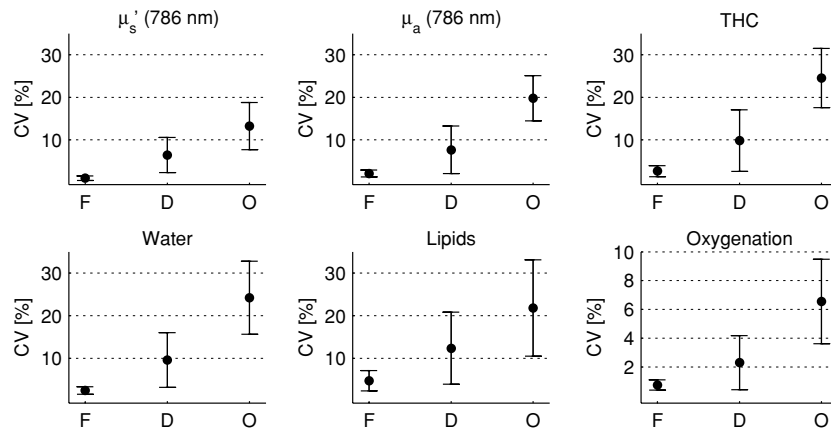 μs' (786 nm)
μa (786 nm)
THC
CV [%]
30
20
10
F D O
CV [%]
30
20
10
F D O
CV [%]
30
20
10
F D O
Water
Lipids
Oxygenation
CV [%]
30
20
10
F D O
CV [%]
30
20
10
F D O
CV [%]
10
8
6
4
2
F D O